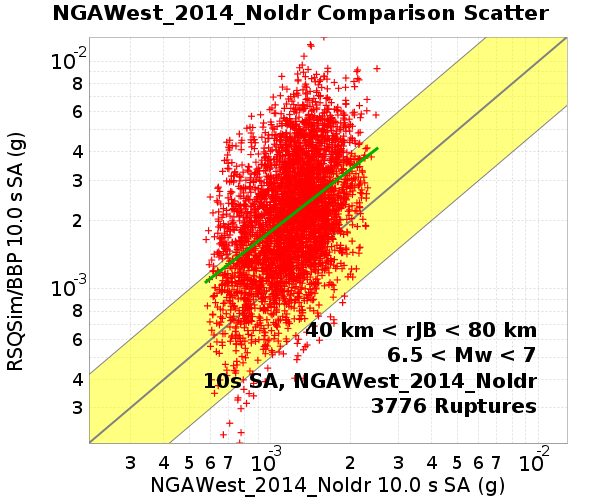 NGAWest_2014_NoIdr Comparison Scatter
RSQSim/BBP 10.0 s SA (g)
10-2
8
6
4
3
2
10-3
8
6
4
3
40 km < rJB < 80 km
6.5 < Mw < 7
10s SA, NGAWest_2014_NoIdr
3776 Ruptures
3 4 5 6 7 10-3 2 3 4 5 6 7 10-2
NGAWest_2014_NoIdr 10.0 s SA (g)